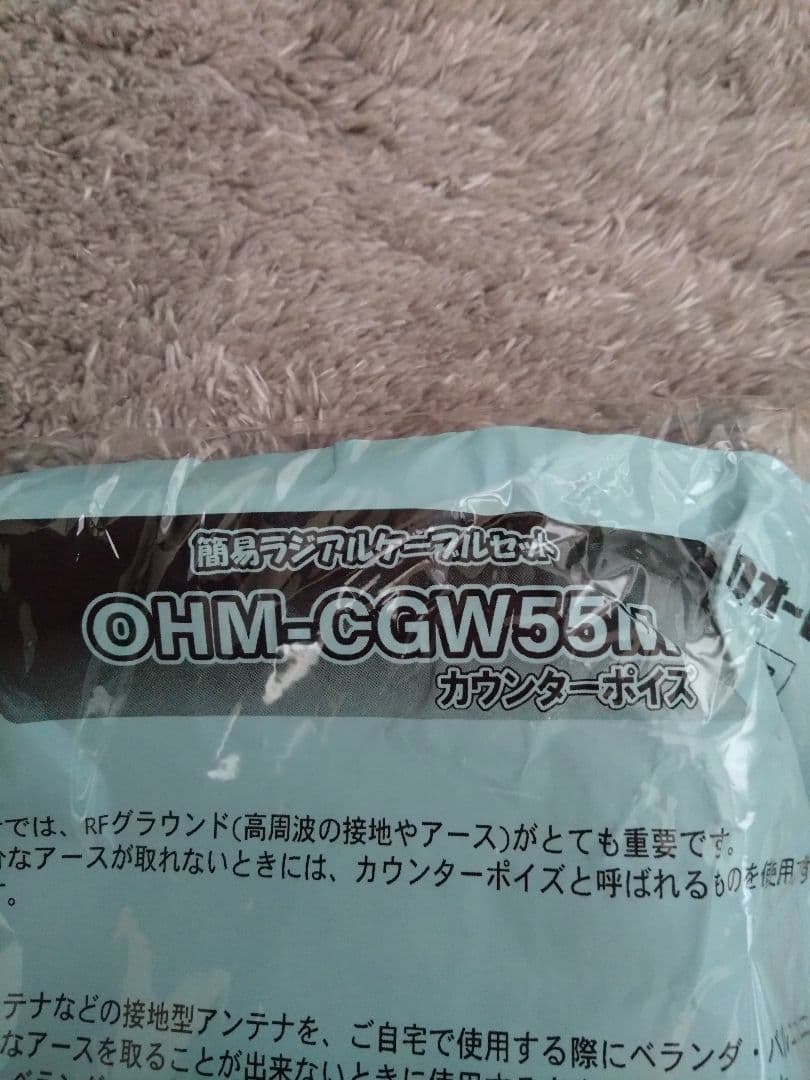 簡易ラジアルケーブルセット
OHM-CGW55M
カウンターポイズ
では、RFグラウンド(高周波の接地やアース)がとても重要です。
なアースが取れないときには、カウンターポイズと呼ばれるものを使用す
す。
テナなどの接地型アンテナを、ご自宅で使用する際にベランダ・バル
なアースを取ることが出来ないときに使用する